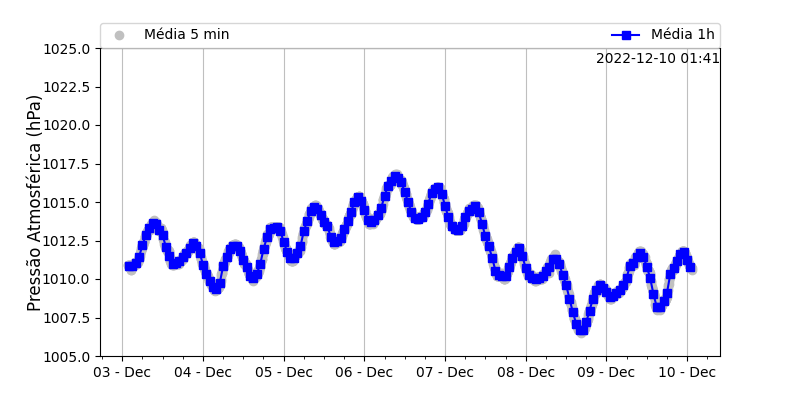 Média 5 min
Média 1h
2022-12-10 01:41
Pressão Atmosférica (hPa)
1025.0
1022.5
1020.0
1017.5
1015.0
1012.5
1010.0
1007.5
1005.0
03 - Dec
04 - Dec
05 - Dec
06 - Dec
07 - Dec
08 - Dec
09 - Dec
10 - Dec